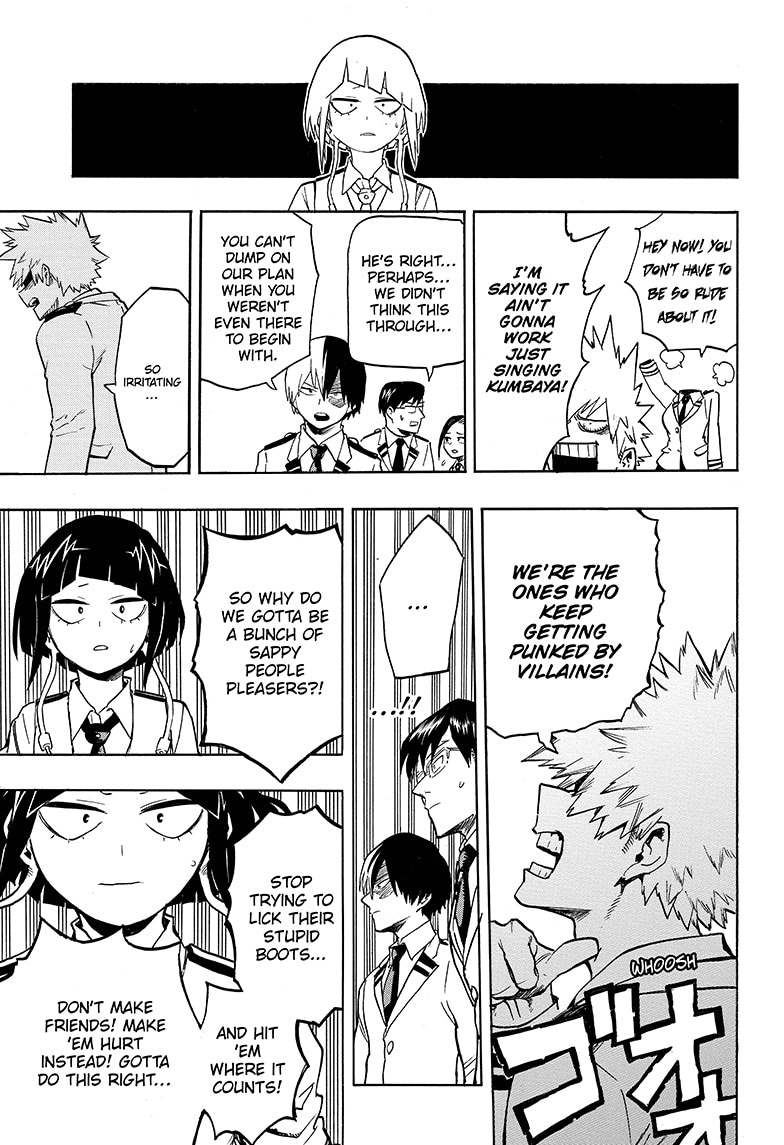 HEY NOW! YOU
DON'T HAVE TO
BE SO RUDE
ABOUT IT!
I'M
SAYING IT
AIN'T
GONNA
WORK
JUST
SINGING
KUMBAYA!
HE'S RIGHT...
PERHAPS...
WE DIDN'T
THINK THIS
THROUGH...
YOU CAN'T
DUMP ON
OUR PLAN
WHEN YOU
WEREN'T
EVEN THERE
TO BEGIN
WITH.
SO
IRRITATING
...
WE'RE THE
ONES WHO
KEEP
GETTING
PUNKED BY
VILLAINS!
WHOOSH
ゴオオ
...
...!!
SO WHY DO
WE GOTTA BE
A BUNCH OF
SAPPY
PEOPLE
PLEASERS?!
STOP
TRYING TO
LICK THEIR
STUPID
BOOTS...
AND HIT
'EM
WHERE IT
COUNTS!
DON'T MAKE
FRIENDS! MAKE
'EM HURT
INSTEAD! GOTTA
DO THIS RIGHT...